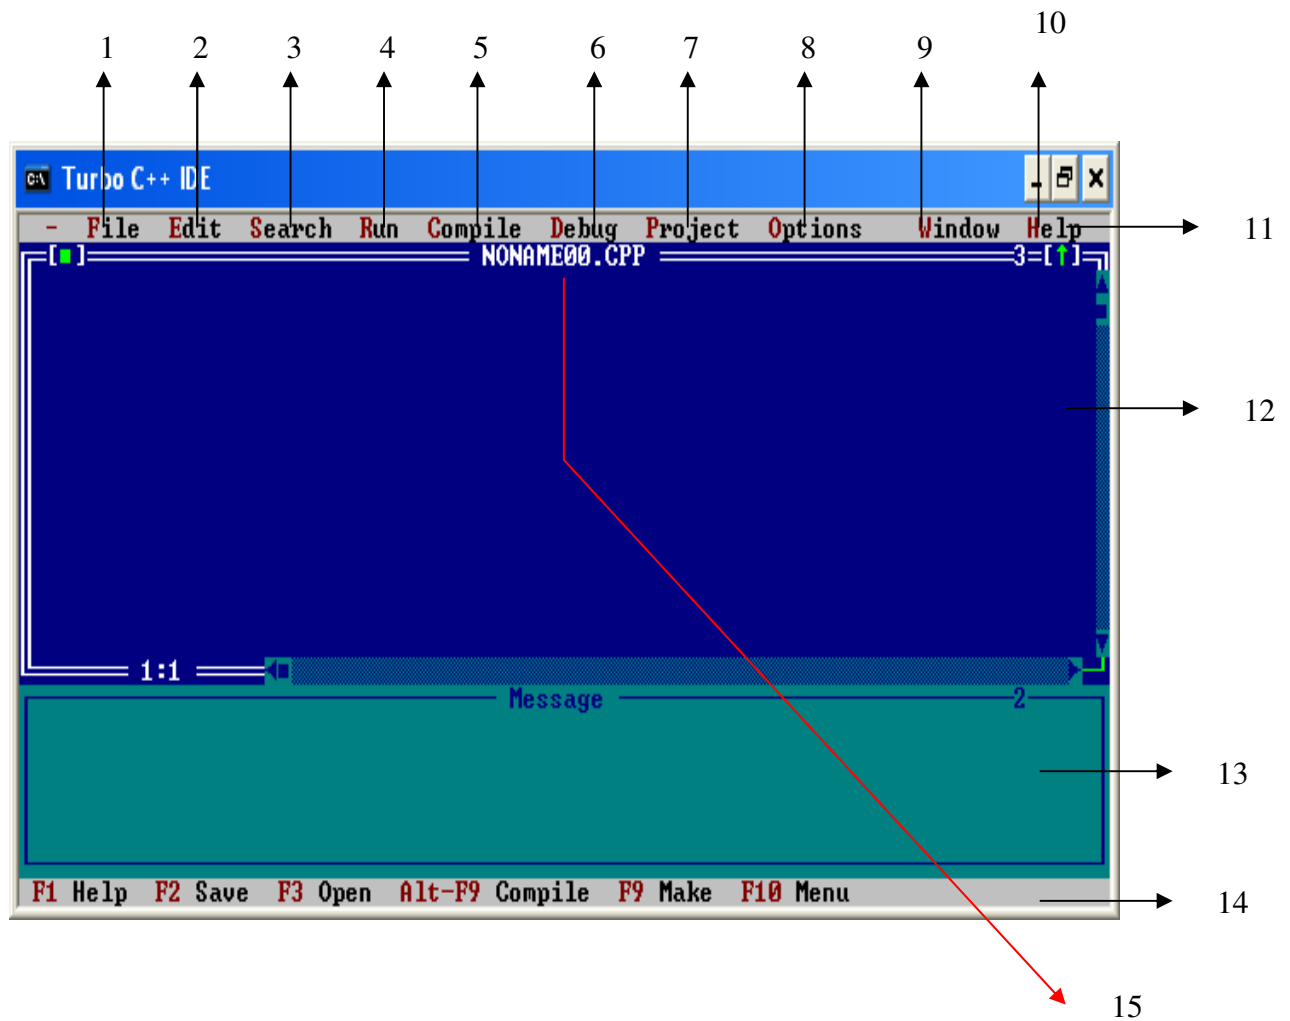 10
1 2 3 4 5 6 7 8 9
C:\ Turbo C++ IDE
- File Edit Search Run Compile Debug Project Options Window Help 11
[■] NONAME00.CPP 3=[↑]
12
1:1
Message 2
13
F1 Help F2 Save F3 Open Alt-F9 Compile F9 Make F10 Menu
14
15